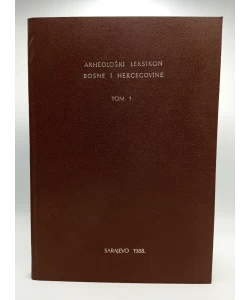 ARHEOLOŠKI LEKSIKON
BOSNE I HERCEGOVINE
TOM 1
SARAJEVO 1988.